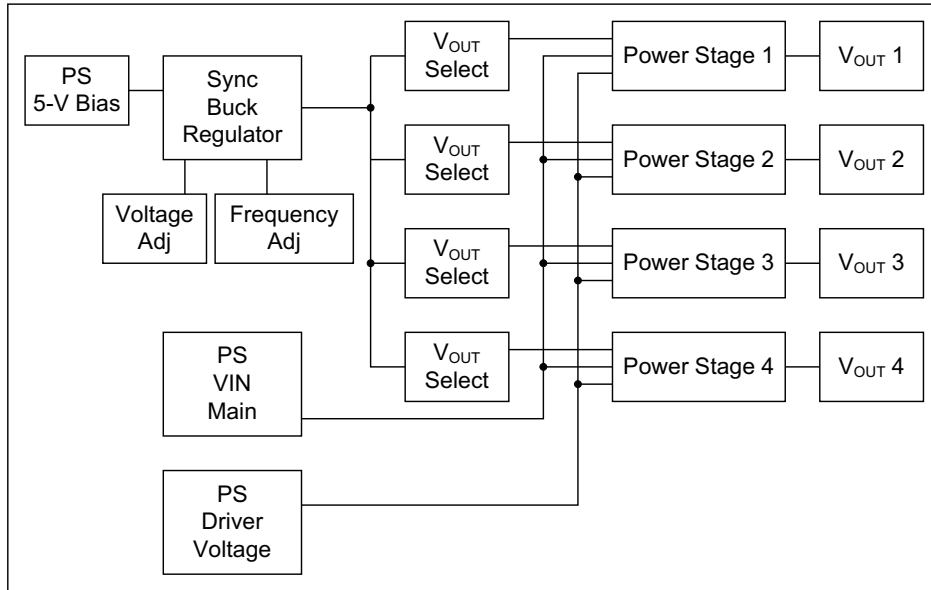 PS
5-V Bias
Sync
Buck
Regulator
Voltage
Adj
Frequency
Adj
PS
VIN
Main
PS
Driver
Voltage
VOUT
Select
Power Stage 1
VOUT 1
VOUT
Select
Power Stage 2
VOUT 2
VOUT
Select
Power Stage 3
VOUT 3
VOUT
Select
Power Stage 4
VOUT 4